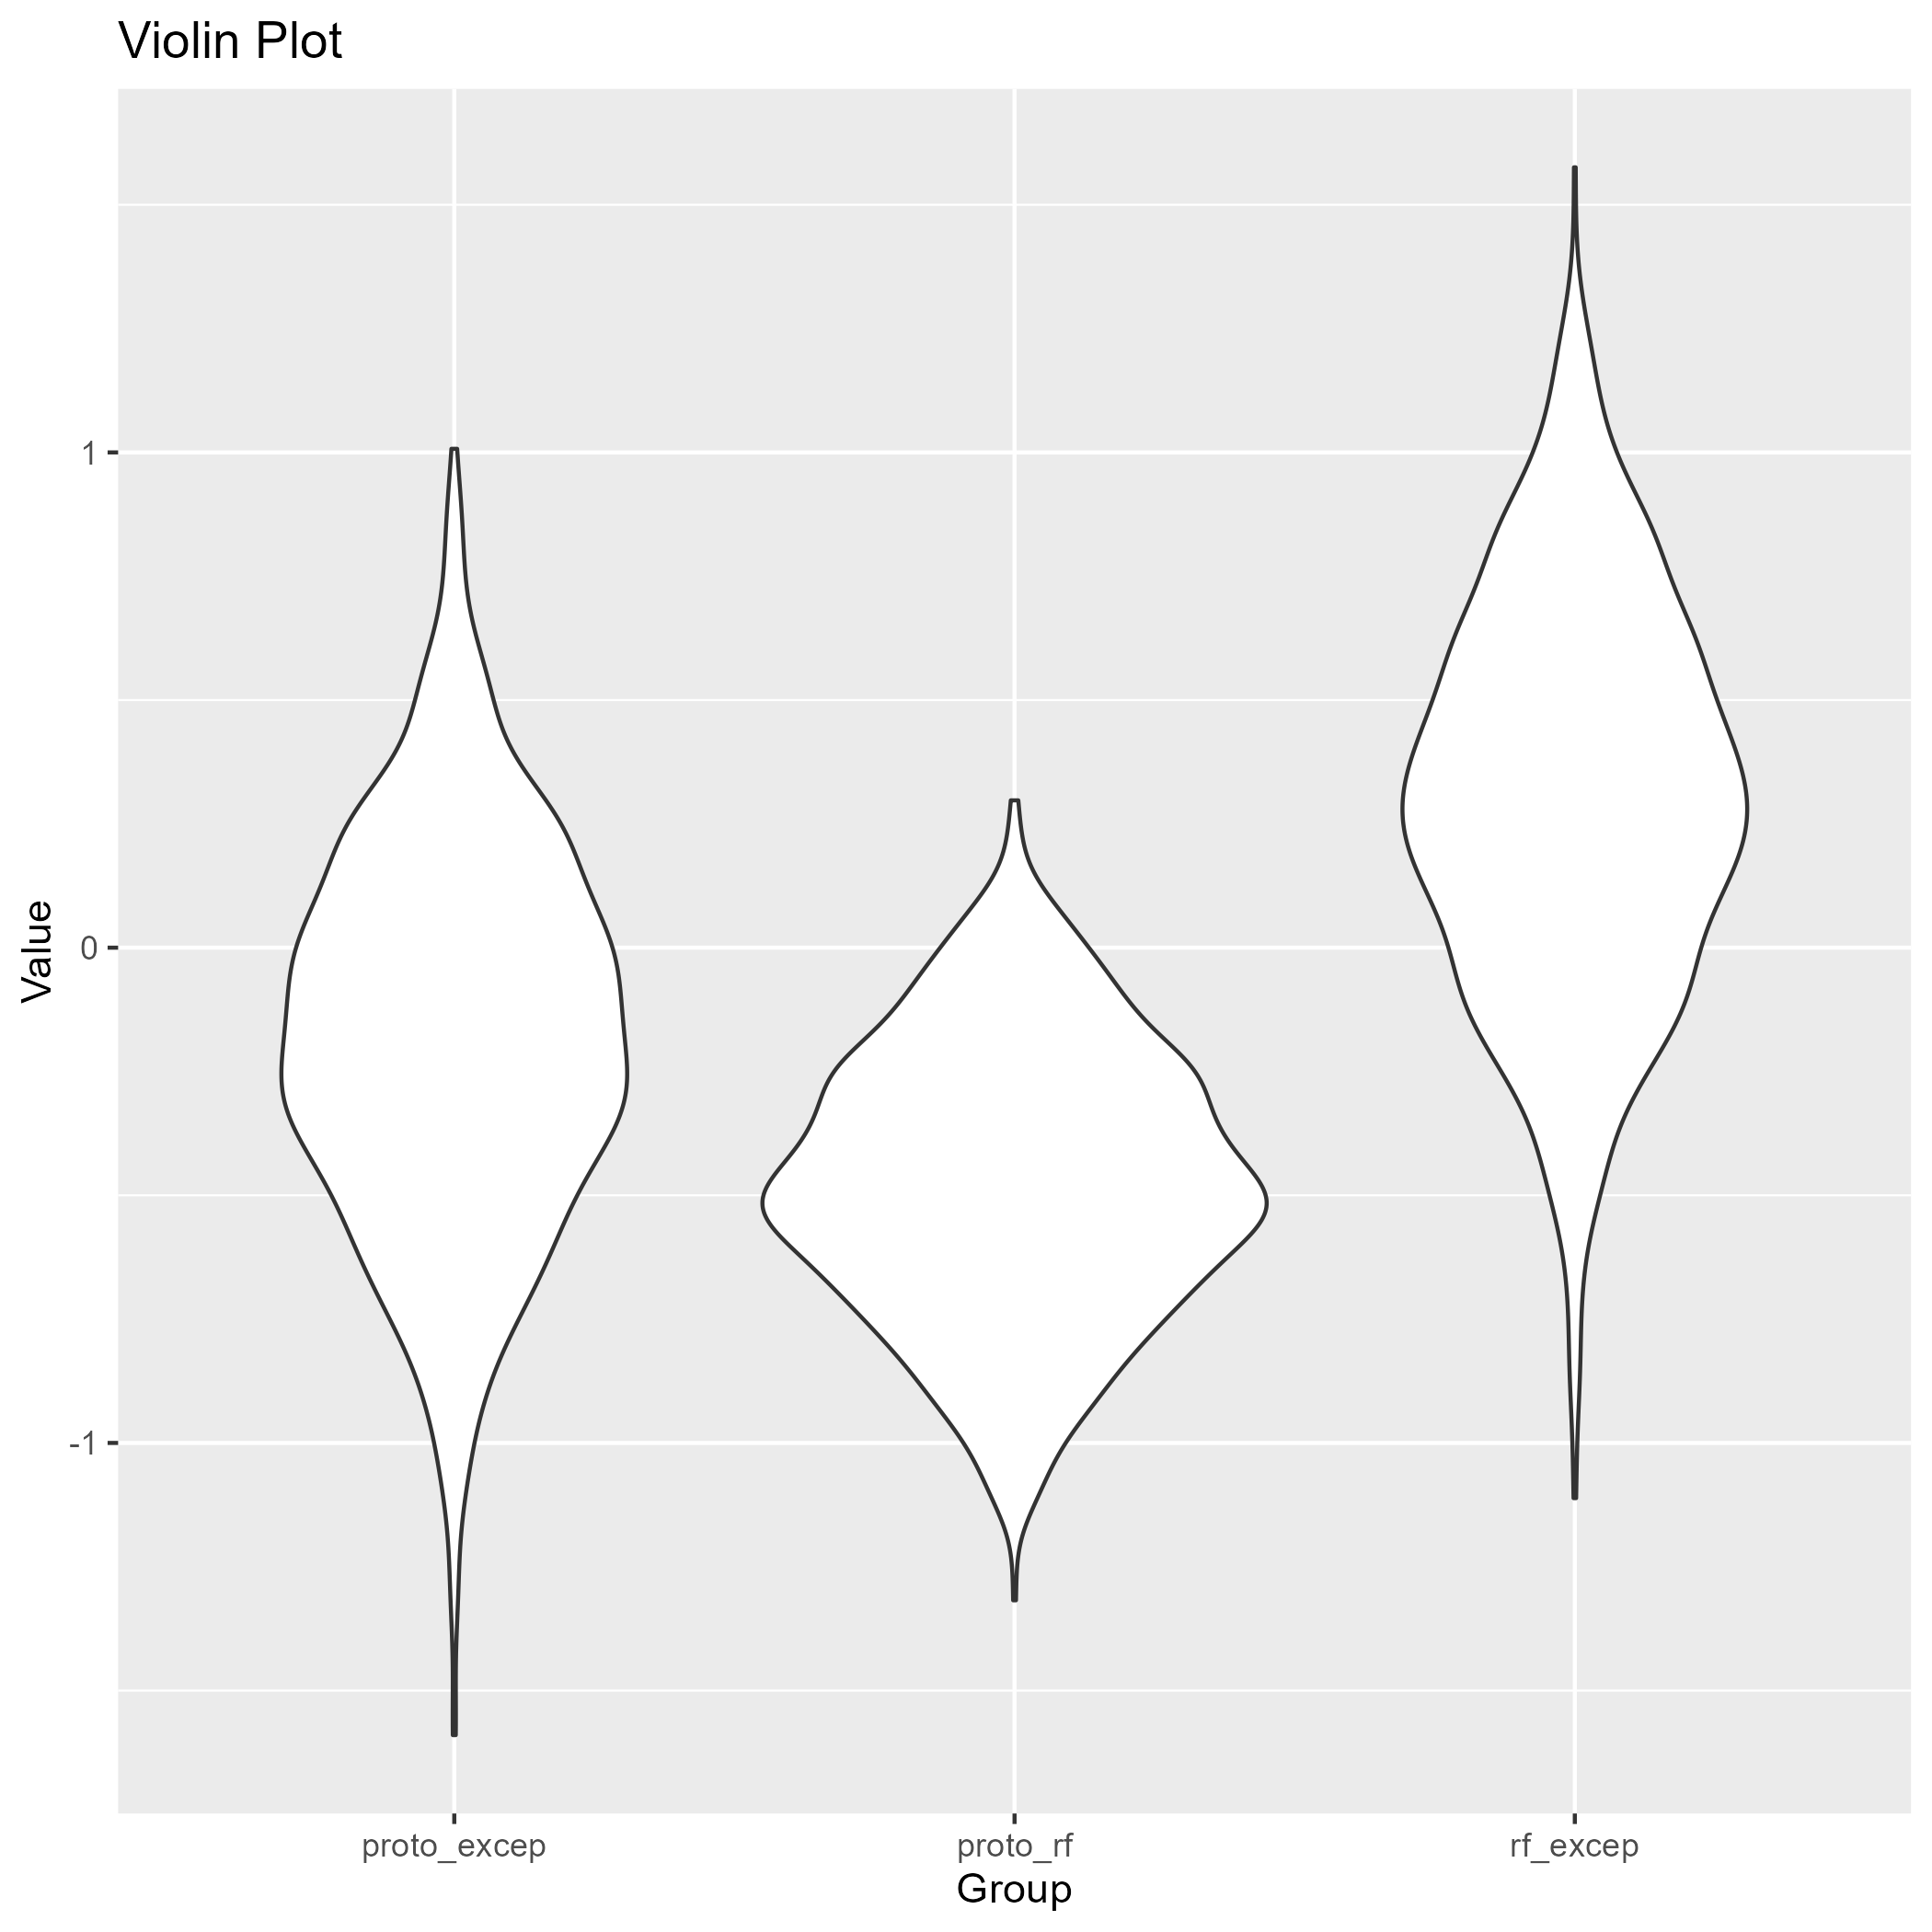 Violin Plot
Value
1
0
-1
proto_excep
proto_rf
rf_excep
Group